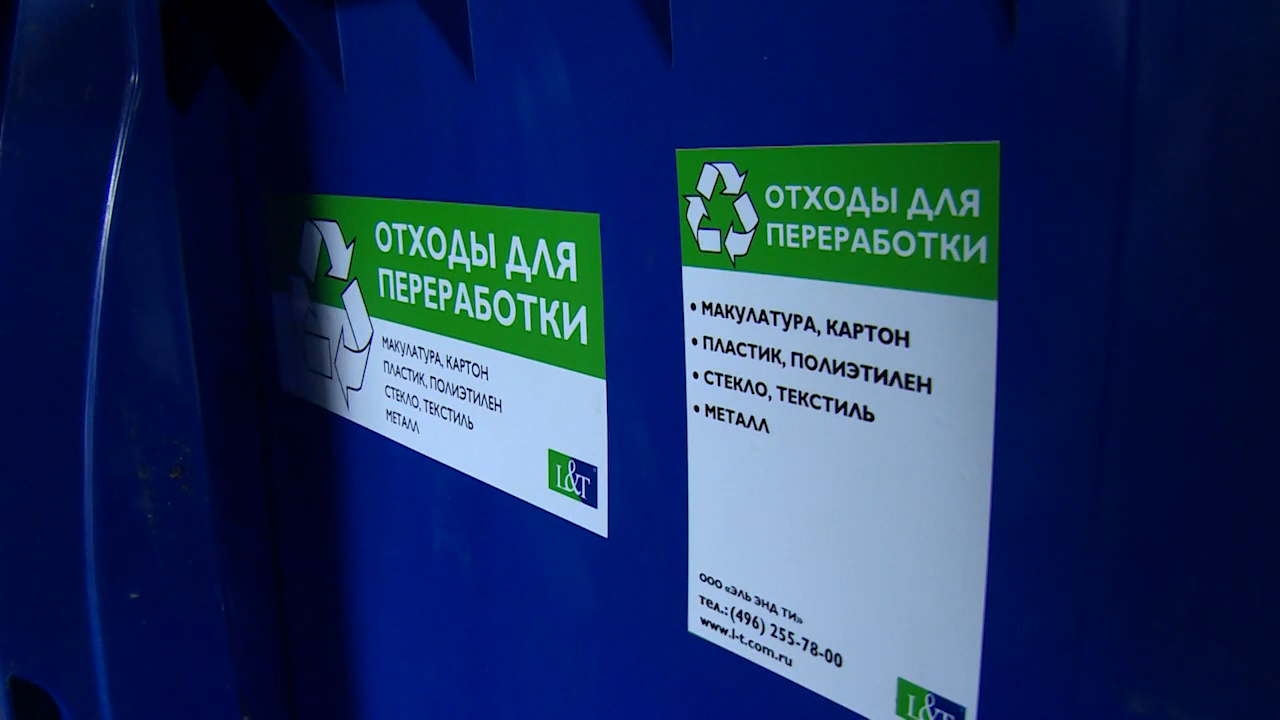 ОТХОДЫ ДЛЯ
ПЕРЕРАБОТКИ
МАКУЛАТУРА, КАРТОН
ПЛАСТИК, ПОЛИЭТИЛЕН
СТЕКЛО, ТЕКСТИЛЬ
МЕТАЛЛ
L&T
ОТХОДЫ ДЛЯ
ПЕРЕРАБОТКИ
• МАКУЛАТУРА, КАРТОН
• ПЛАСТИК, ПОЛИЭТИЛЕН
• СТЕКЛО, ТЕКСТИЛЬ
• МЕТАЛЛ
ООО «ЭЛЬ ЭНД ТИ»
тел.: (496) 255-78-00
www.l-t.com.ru
L&T